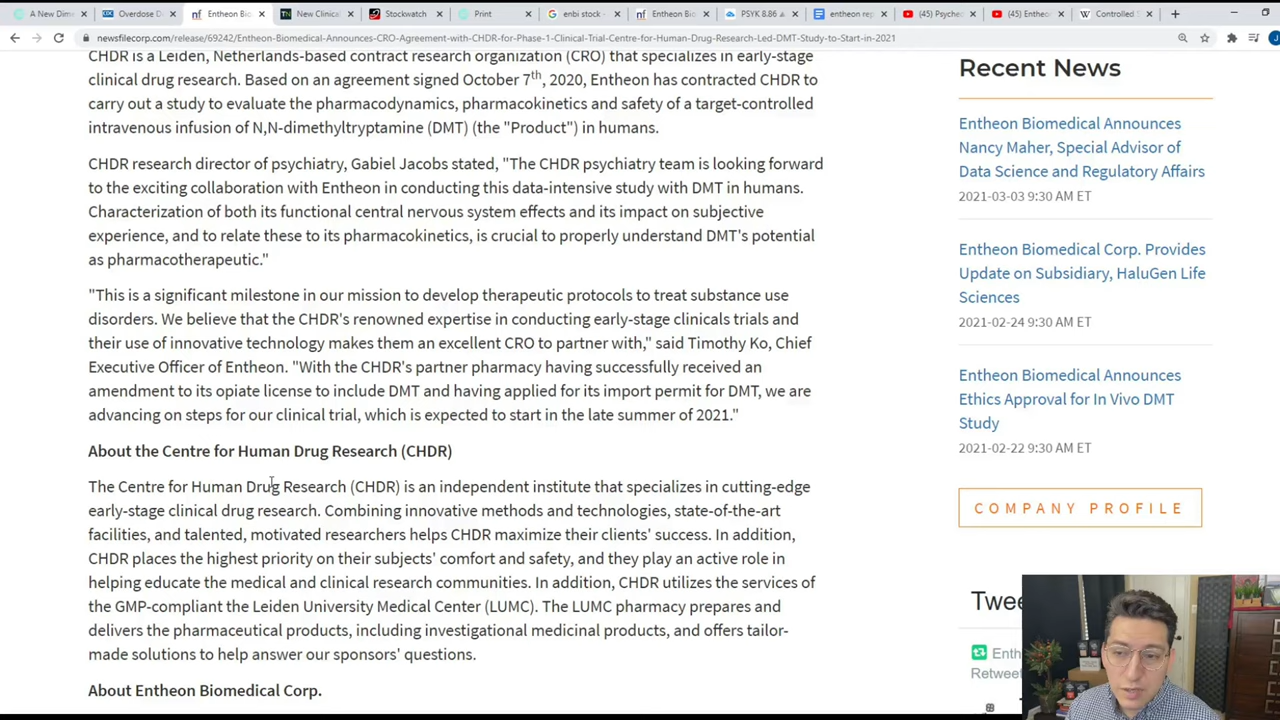 A New Dime
Overdose D
Entheon Bio
New Clinical
Stockwatch
Print
enbi stock -
Entheon Bio
PSYK 8.86
entheon rep
(45) Psyched
(45) Entheo
Controlled S
newsfilecorp.com/release/69242/Entheon-Biomedical-Announces-CRO-Agreement-with-CHDR-for-Phase-1-Clinical-Trial-Centre-for-Human-Drug-Research-Led-DMT-Study-to-Start-in-2021
CHDR is a Leiden, Netherlands-based contract research organization (CRO) that specializes in early-stage
clinical drug research. Based on an agreement signed October 7th, 2020, Entheon has contracted CHDR to
carry out a study to evaluate the pharmacodynamics, pharmacokinetics and safety of a target-controlled
intravenous infusion of N,N-dimethyltryptamine (DMT) (the "Product") in humans.
CHDR research director of psychiatry, Gabiel Jacobs stated, "The CHDR psychiatry team is looking forward
to the exciting collaboration with Entheon in conducting this data-intensive study with DMT in humans.
Characterization of both its functional central nervous system effects and its impact on subjective
experience, and to relate these to its pharmacokinetics, is crucial to properly understand DMT's potential
as pharmacotherapeutic."
"This is a significant milestone in our mission to develop therapeutic protocols to treat substance use
disorders. We believe that the CHDR's renowned expertise in conducting early-stage clinicals trials and
their use of innovative technology makes them an excellent CRO to partner with," said Timothy Ko, Chief
Executive Officer of Entheon. "With the CHDR's partner pharmacy having successfully received an
amendment to its opiate license to include DMT and having applied for its import permit for DMT, we are
advancing on steps for our clinical trial, which is expected to start in the late summer of 2021."
About the Centre for Human Drug Research (CHDR)
The Centre for Human Drug Research (CHDR) is an independent institute that specializes in cutting-edge
early-stage clinical drug research. Combining innovative methods and technologies, state-of-the-art
facilities, and talented, motivated researchers helps CHDR maximize their clients' success. In addition,
CHDR places the highest priority on their subjects' comfort and safety, and they play an active role in
helping educate the medical and clinical research communities. In addition, CHDR utilizes the services of
the GMP-compliant the Leiden University Medical Center (LUMC). The LUMC pharmacy prepares and
delivers the pharmaceutical products, including investigational medicinal products, and offers tailor-
made solutions to help answer our sponsors' questions.
About Entheon Biomedical Corp.
Recent News
Entheon Biomedical Announces
Nancy Maher, Special Advisor of
Data Science and Regulatory Affairs
2021-03-03 9:30 AM ET
Entheon Biomedical Corp. Provides
Update on Subsidiary, HaluGen Life
Sciences
2021-02-24 9:30 AM ET
Entheon Biomedical Announces
Ethics Approval for In Vivo DMT
Study
2021-02-22 9:30 AM ET
COMPANY PROFILE
Twee
Enth
Retweet